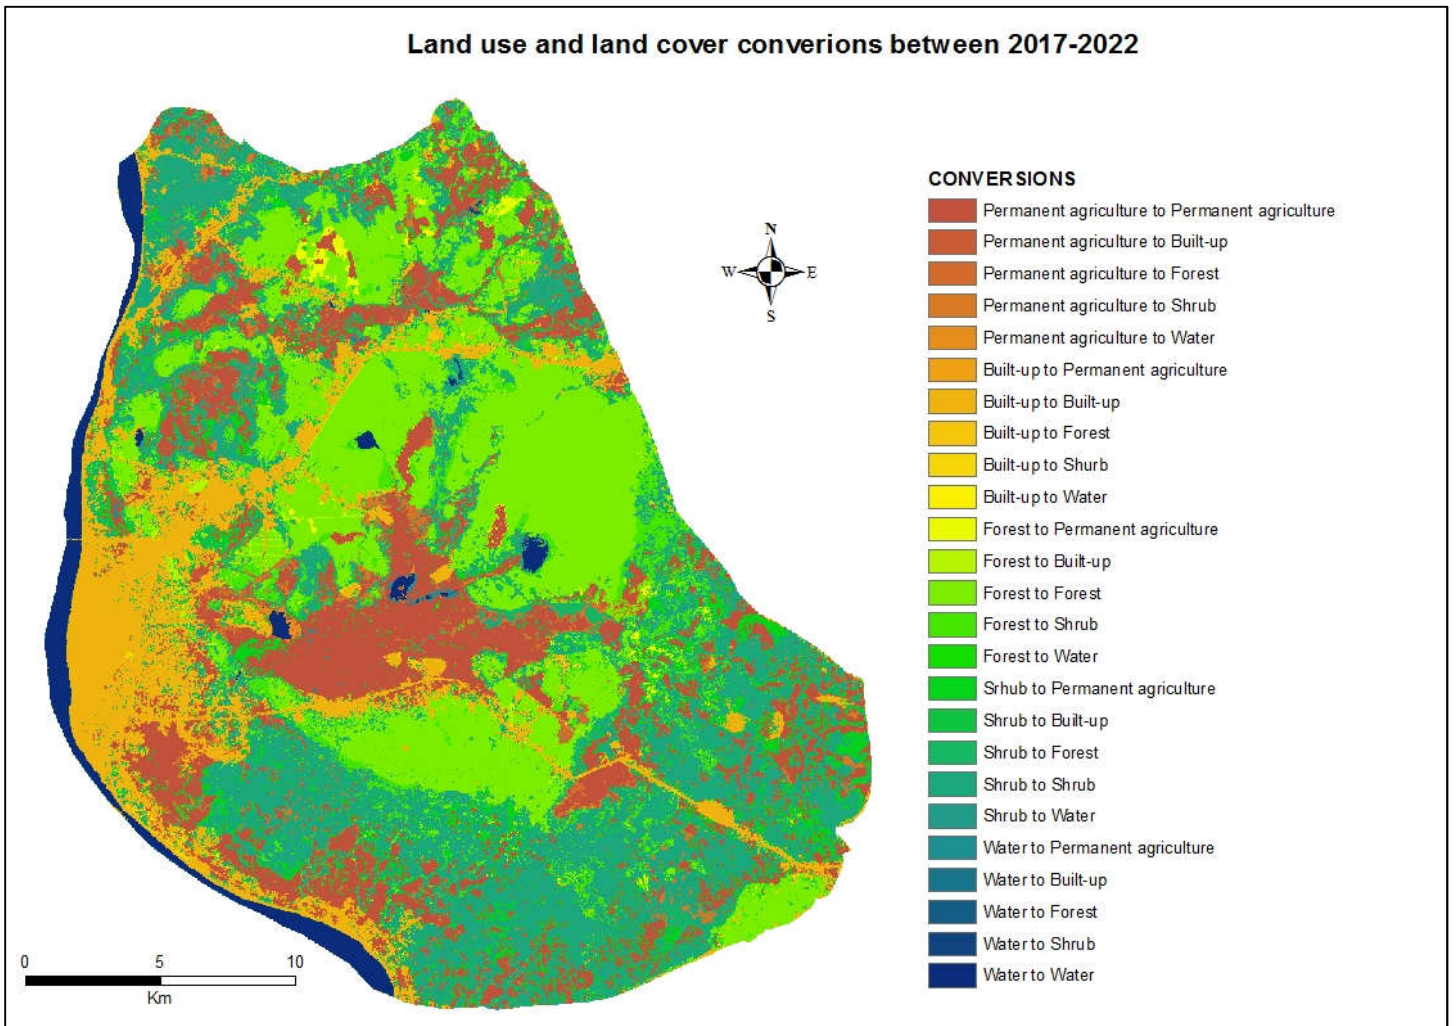 Land use and land cover converions between 2017-2022
N
W
E
S
CONVERSIONS
Permanent agriculture to Permanent agriculture
Permanent agriculture to Built-up
Permanent agriculture to Forest
Permanent agriculture to Shrub
Permanent agriculture to Water
Built-up to Permanent agriculture
Built-up to Built-up
Built-up to Forest
Built-up to Shurb
Built-up to Water
Forest to Permanent agriculture
Forest to Built-up
Forest to Forest
Forest to Shrub
Forest to Water
Srhub to Permanent agriculture
Shrub to Built-up
Shrub to Forest
Shrub to Shrub
Shrub to Water
Water to Permanent agriculture
Water to Built-up
Water to Forest
Water to Shrub
Water to Water
0 5 10
Km